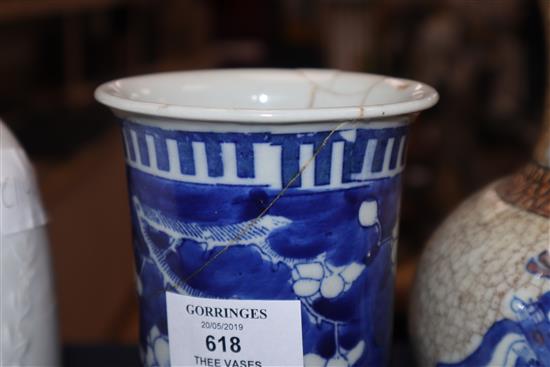 GORRINGES
20/05/2019
618
THEE VASES